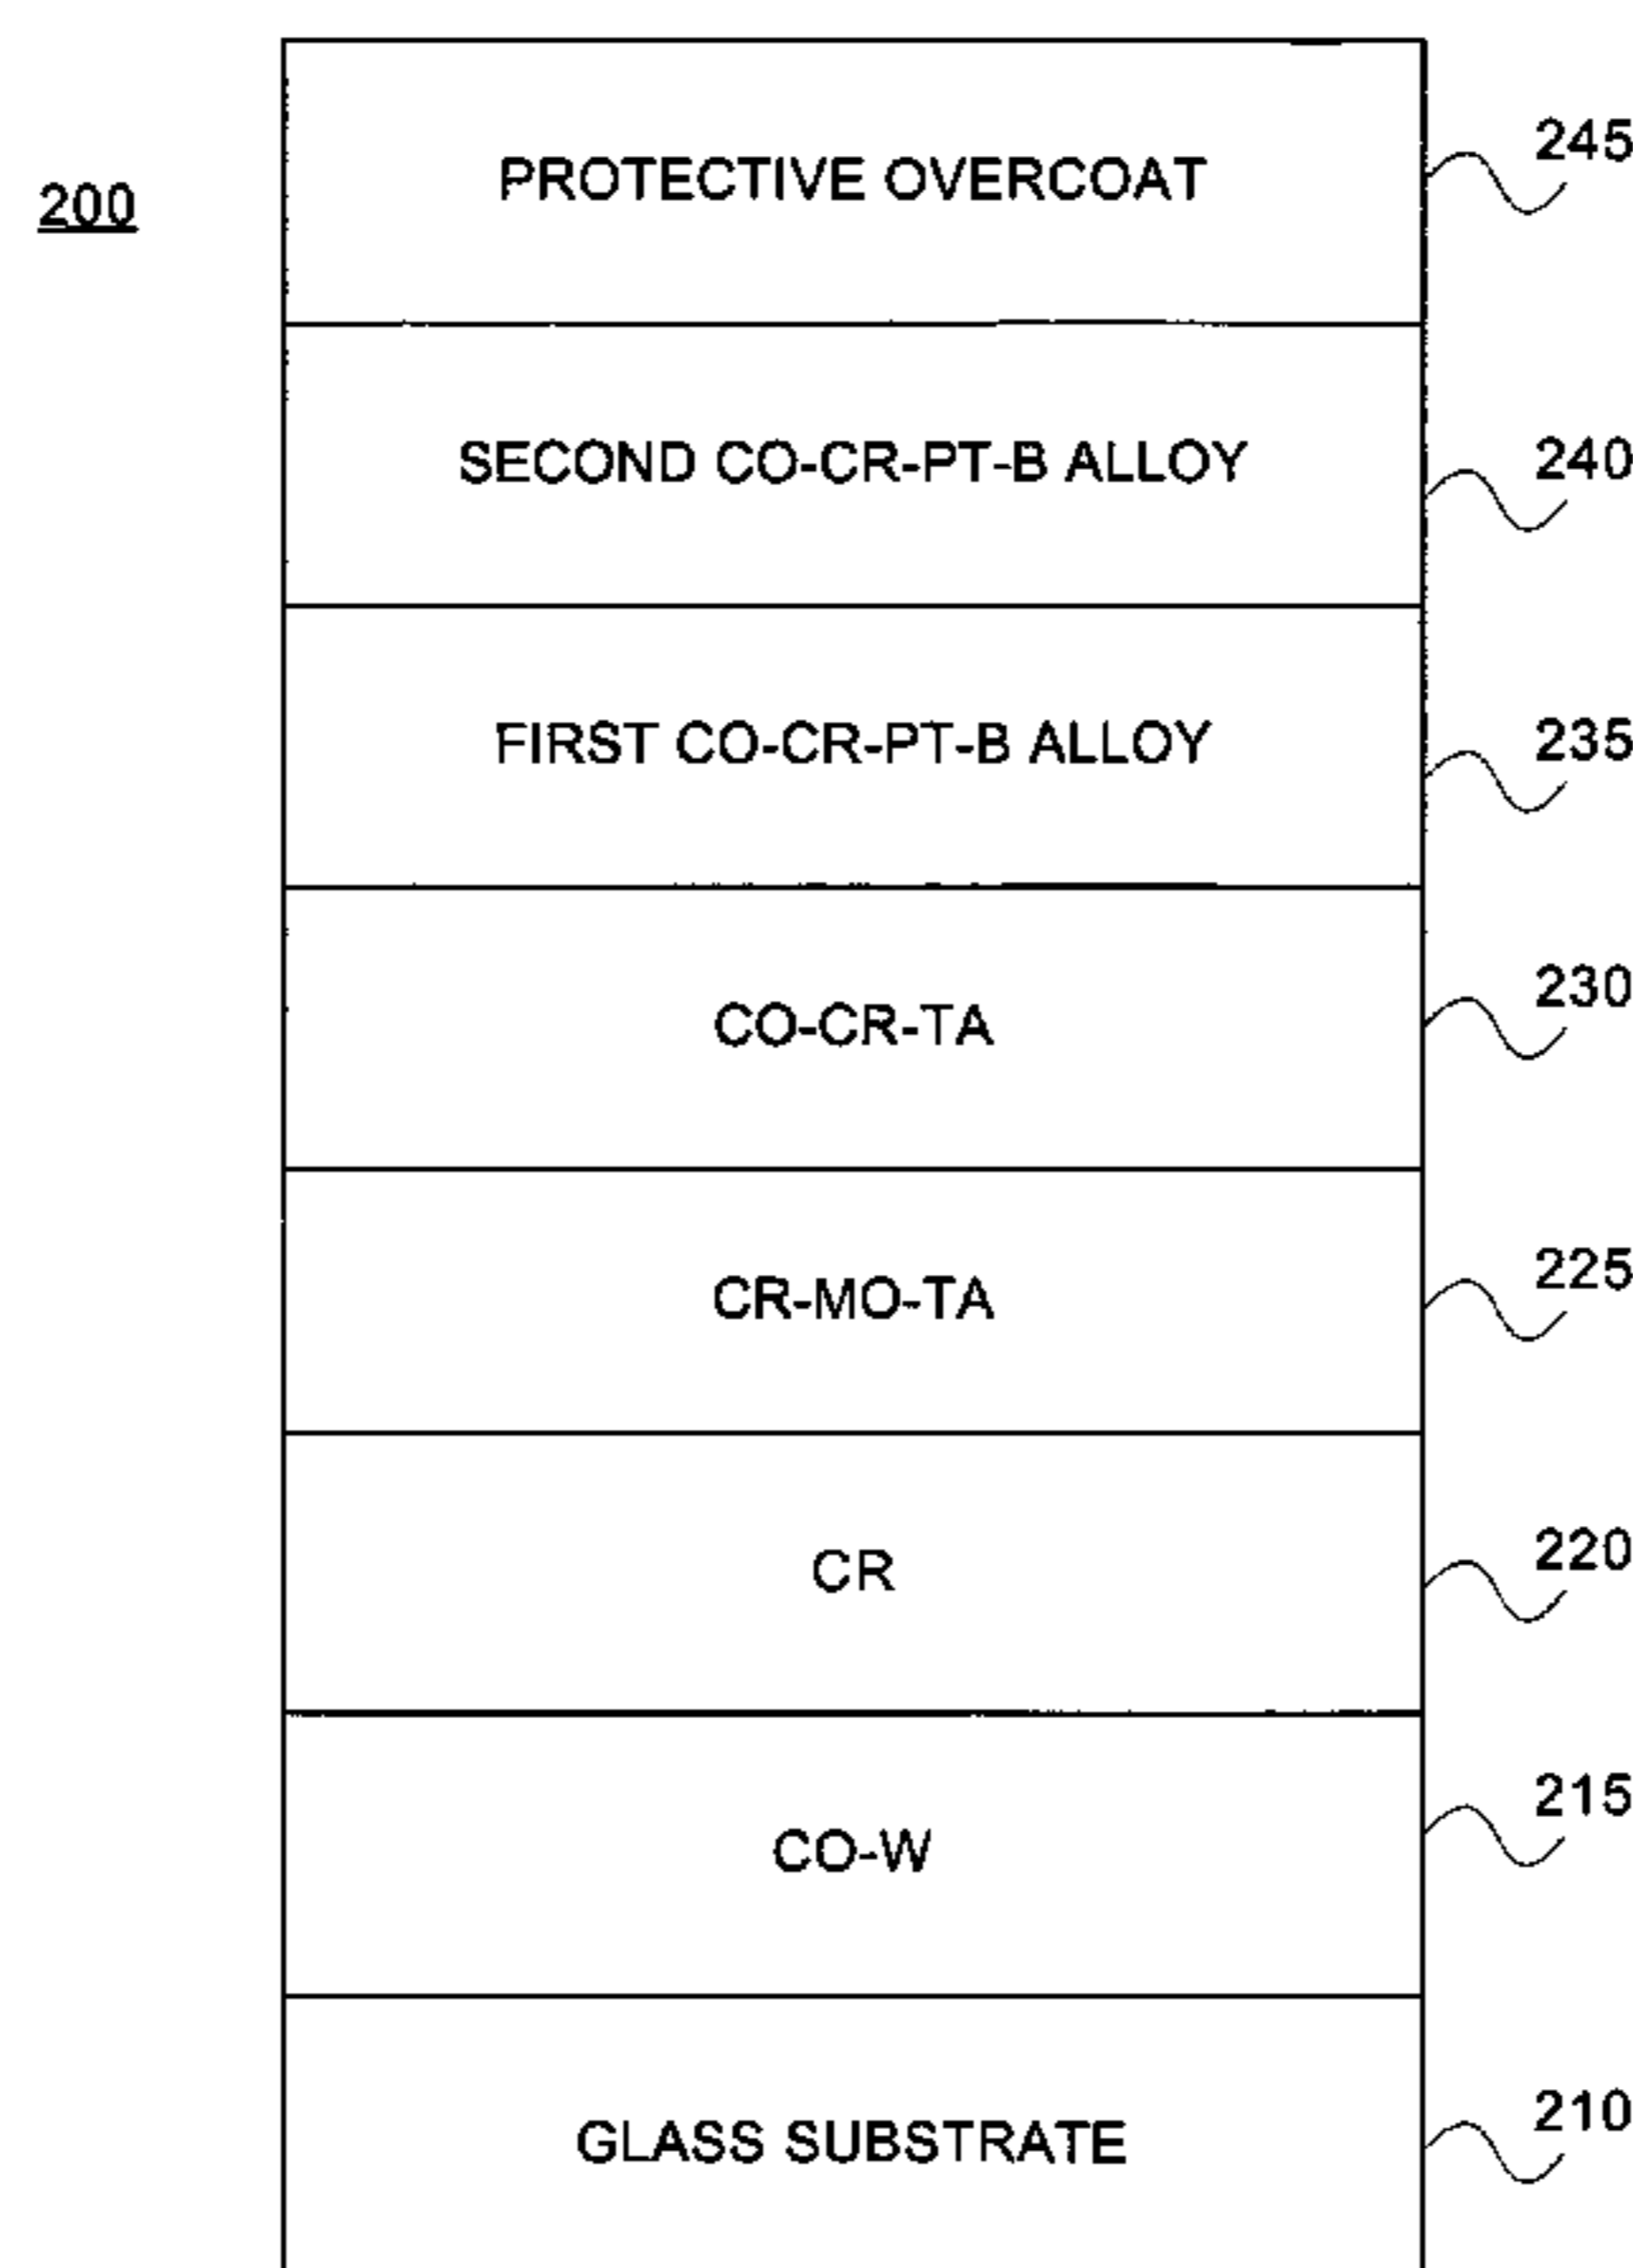 245
PROTECTIVE OVERCOAT
200
SECOND CO-CR-PT-B ALLOY
240
FIRST CO-CR-PT-B ALLOY
235
230
CO-CR-TA
225
CR-MO-TA
220
CR
215
CO-W
210
GLASS SUBSTRATE